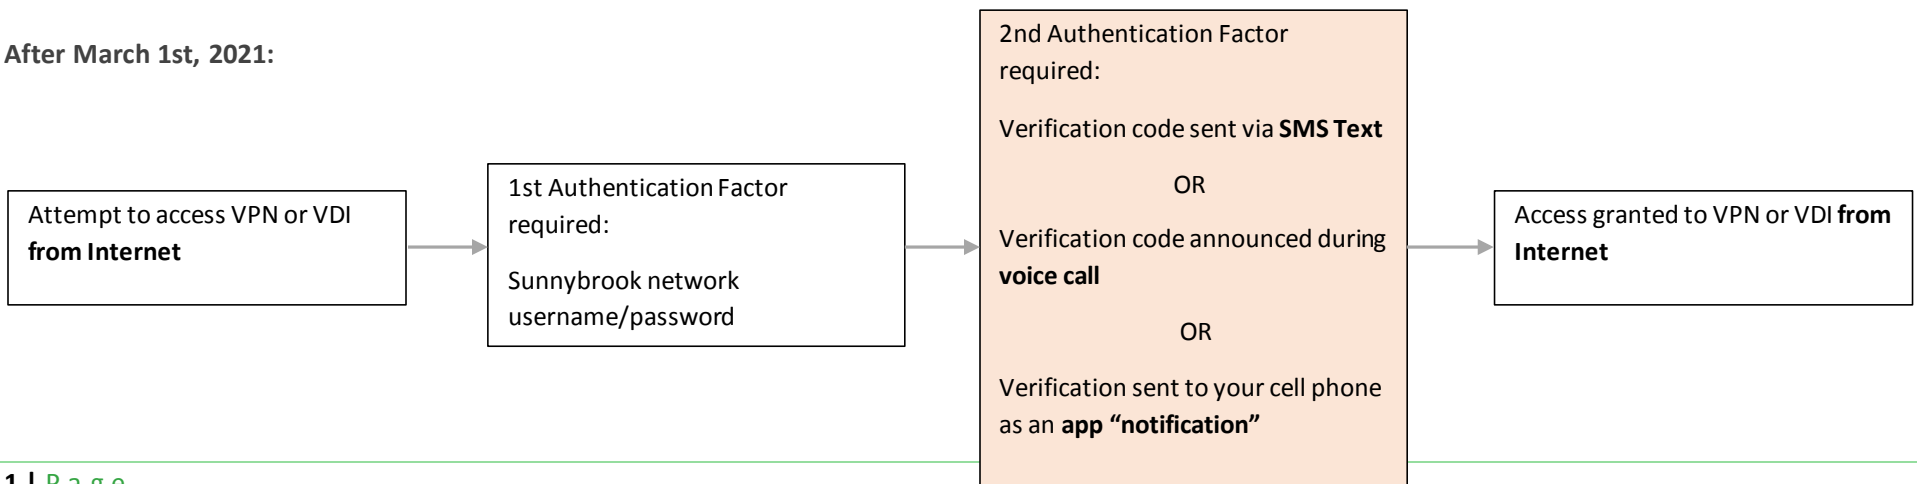 After March 1st, 2021:
Attempt to access VPN or VDI
from Internet
1st Authentication Factor
required:
Sunnybrook network
username/password
2nd Authentication Factor
required:
Verification code sent via SMS Text
OR
Verification code announced during
voice call
OR
Verification sent to your cell phone
as an app “notification”
Access granted to VPN or VDI from
Internet
1 | P a g e